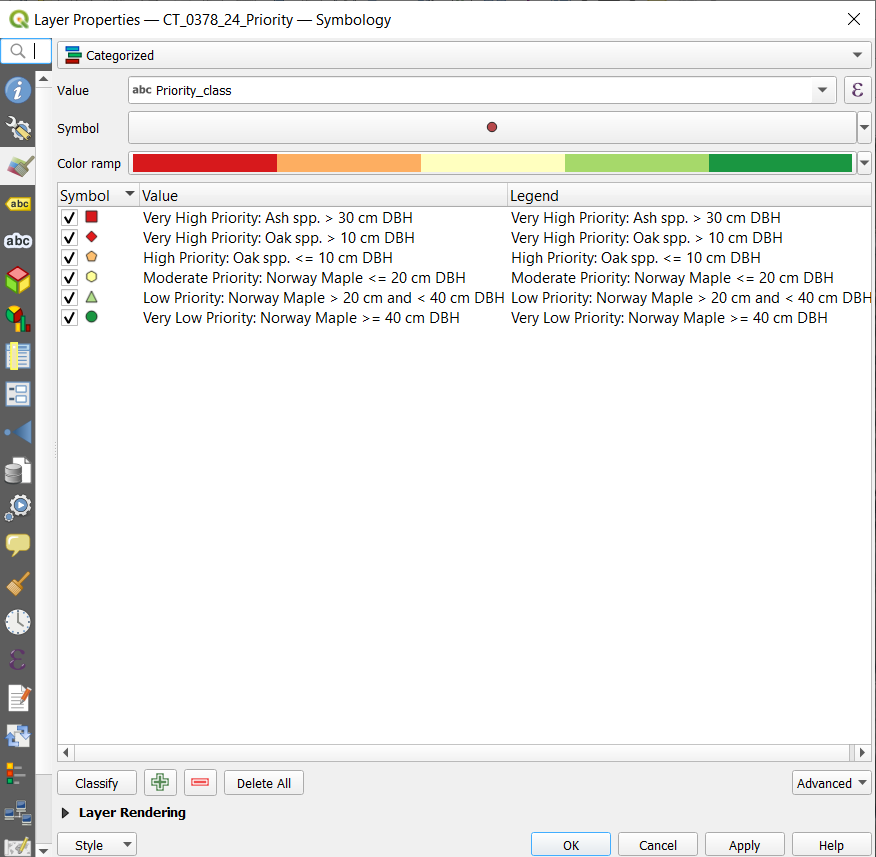 Layer Properties — CT_0378_24_Priority — Symbology
Categorized
Value abc Priority_class ε
Symbol
Color ramp
Symbol Value Legend
Very High Priority: Ash spp. > 30 cm DBH Very High Priority: Ash spp. > 30 cm DBH
Very High Priority: Oak spp. > 10 cm DBH Very High Priority: Oak spp. > 10 cm DBH
High Priority: Oak spp. <= 10 cm DBH High Priority: Oak spp. <= 10 cm DBH
Moderate Priority: Norway Maple <= 20 cm DBH Moderate Priority: Norway Maple <= 20 cm DBH
Low Priority: Norway Maple > 20 cm and < 40 cm DBH Low Priority: Norway Maple > 20 cm and < 40 cm DBH
Very Low Priority: Norway Maple >= 40 cm DBH Very Low Priority: Norway Maple >= 40 cm DBH
abc
abc
Classify Delete All Advanced
Layer Rendering
Style OK Cancel Apply Help